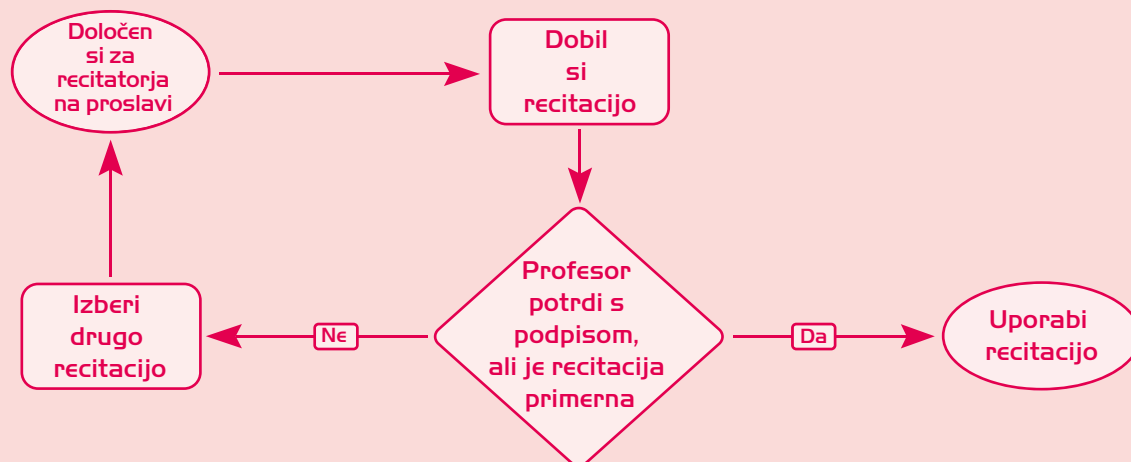 Določen
si za
recitatorja
na proslavi
Dobil
si
recitacijo
Profesor
potrdi s
podpisom,
ali je recitacija
primerna
Ne
Izberi
drugo
recitacijo
Da
Uporabi
recitacijo